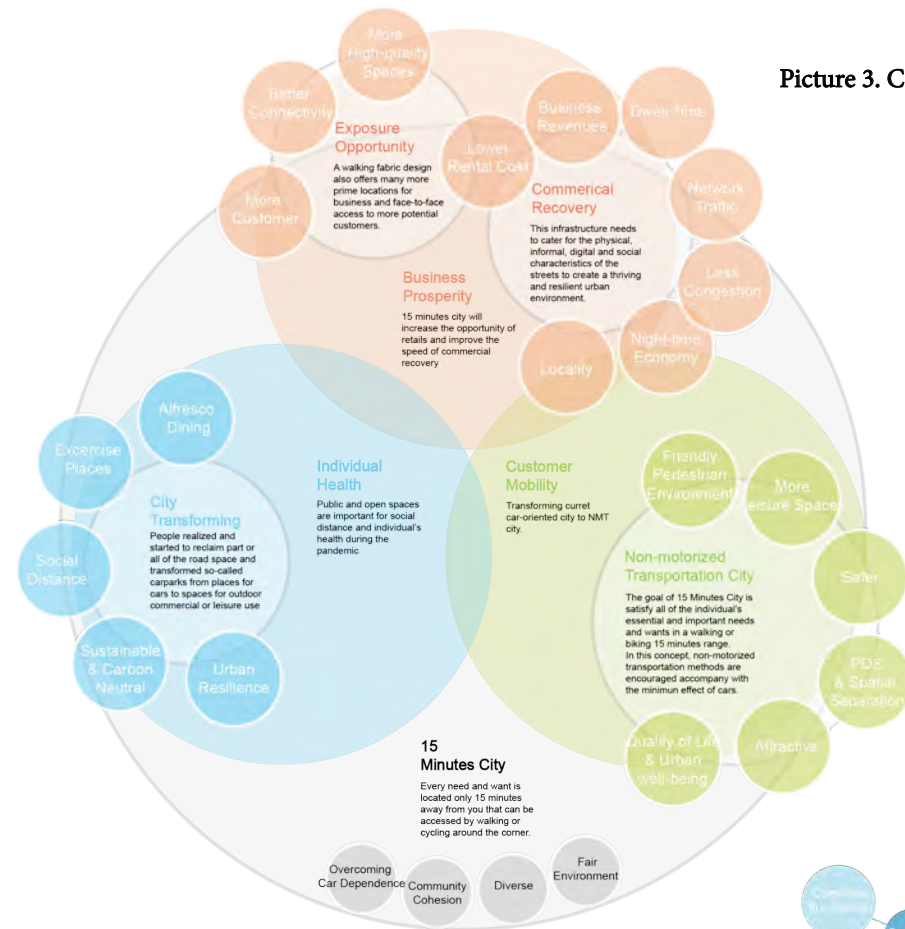 Picture 3. C
More
High-quality
Spaces
Better
Connectivity
More
Customer
Exposure
Opportunity
A walking fabric design
also offers many more
prime locations for
business and face-to-face
access to more potential
customers.
Lower
Rental Cost
Business
Revenues
Dwell Time
Network
Traffic
Less
Congestion
Night-time
Economy
Locality
Commerical
Recovery
This infrastructure needs
to cater for the physical,
informal, digital and social
characteristics of the
streets to create a thriving
and resilient urban
environment.
Business
Prosperity
15 minutes city will
increase the opportunity of
retails and improve the
speed of commercial
recovery
Alfresco
Dining
Excercise
Places
Social
Distance
Sustainable
& Carbon
Neutral
Urban
Resilience
City
Transforming
People realized and
started to reclaim part or
all of the road space and
transformed so-called
carparks from places for
cars to spaces for outdoor
commercial or leisure use
Individual
Health
Public and open spaces
are important for social
distance and individual's
health during the
pandemic
Customer
Mobility
Transforming curret
car-oriented city to NMT
city.
Friendly
Pedestrian
Environment
More
eisure Spaces
Safer
& Spatial
Separation
Attractive
Quality of Life
& Urban
well-being
Non-motorized
Transportation City
The goal of 15 Minutes City is
satisfy all of the individual's
essential and important needs
and wants in a walking or
biking 15 minutes range.
In this concept, non-motorized
transportation methods are
encouraged accompany with
the minimun effect of cars.
15
Minutes City
Every need and want is
located only 15 minutes
away from you that can be
accessed by walking or
cycling around the corner.
Overcoming
Car Dependence
Community
Cohesion
Diverse
Fair
Environment